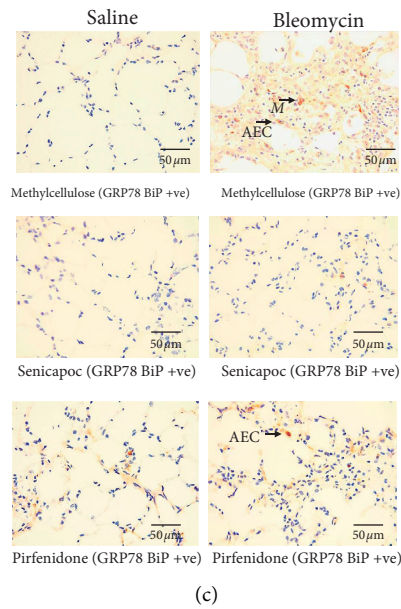 Saline
Bleomycin
M
AEC
50 μm
50 μm
Methylcellulose (GRP78 BiP +ve)
Methylcellulose (GRP78 BiP +ve)
50 μm
50 μm
Senicapoc (GRP78 BiP +ve)
Senicapoc (GRP78 BiP +ve)
AEC
50 μm
50 μm
Pirfenidone (GRP78 BiP +ve)
Pirfenidone (GRP78 BiP +ve)
(c)